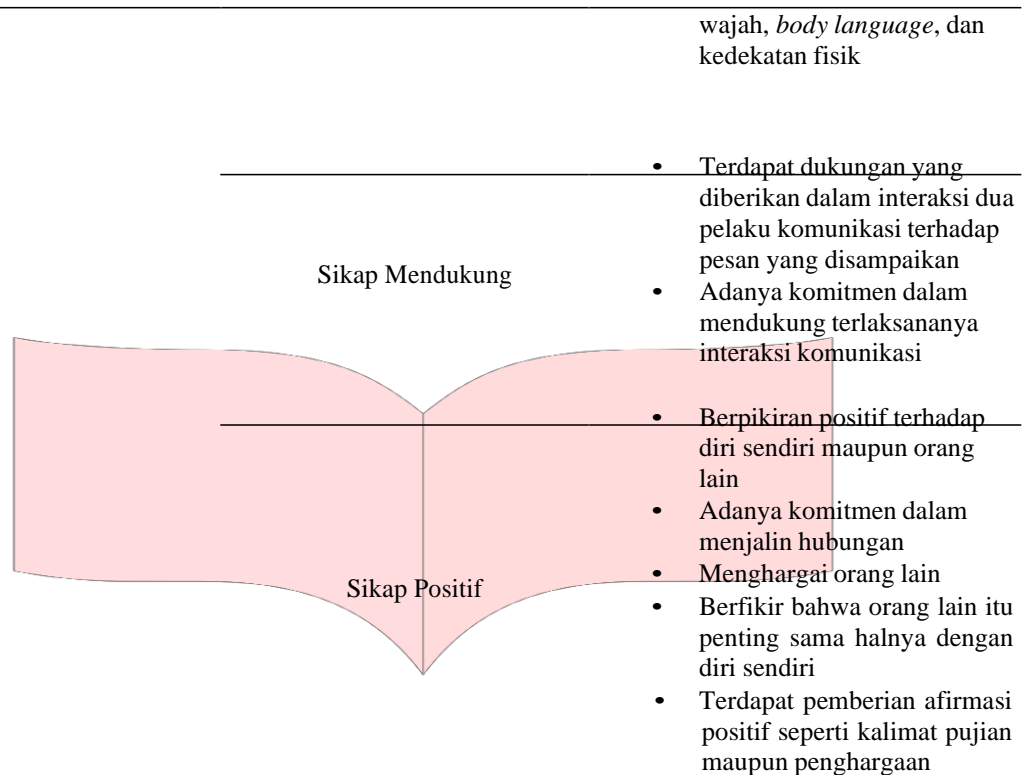 wajah, body language, dan
kedekatan fisik
Sikap Mendukung
• Terdapat dukungan yang
diberikan dalam interaksi dua
pelaku komunikasi terhadap
pesan yang disampaikan
• Adanya komitmen dalam
mendukung terlaksananya
interaksi komunikasi
Sikap Positif
• Berpikiran positif terhadap
diri sendiri maupun orang
lain
• Adanya komitmen dalam
menjalin hubungan
• Menghargai orang lain
• Berfikir bahwa orang lain itu
penting sama halnya dengan
diri sendiri
• Terdapat pemberian afirmasi
positif seperti kalimat pujian
maupun penghargaan